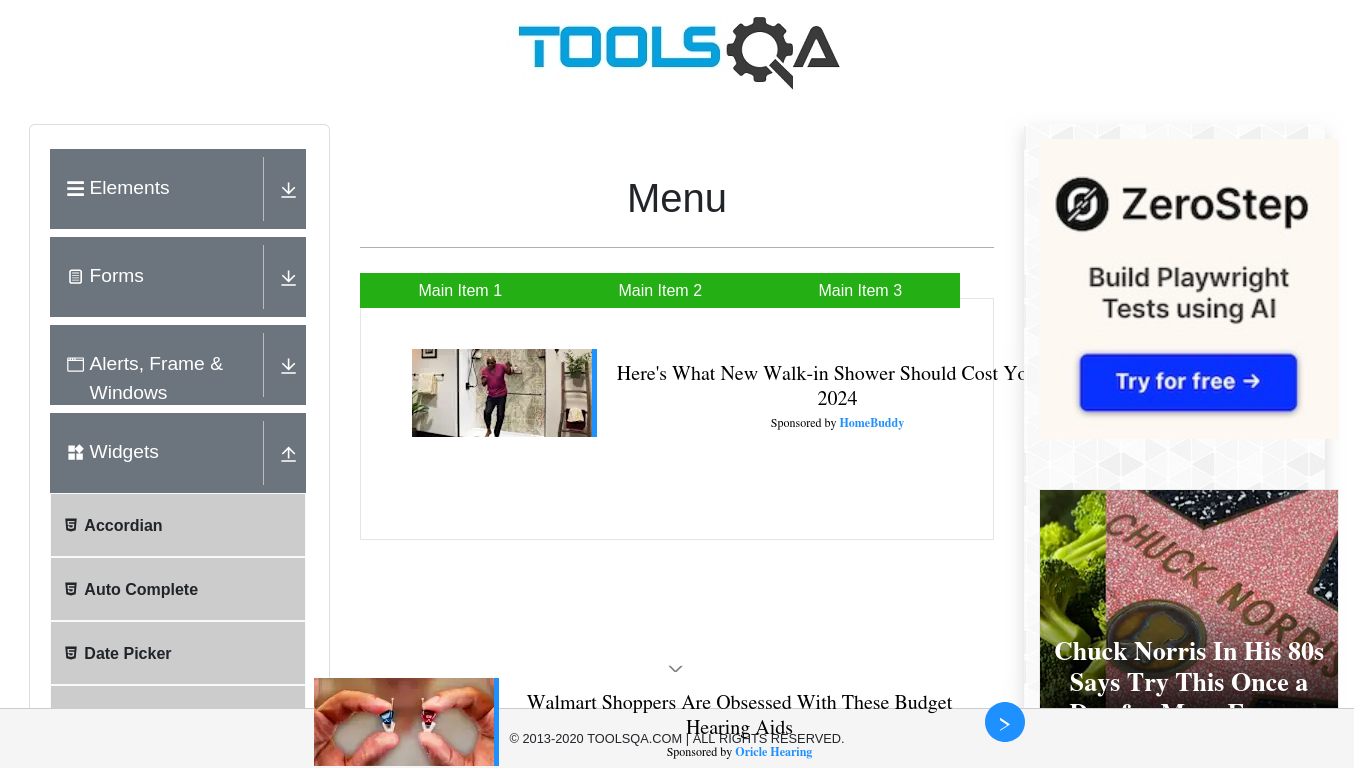 TOOLSQA
Elements
Forms
Alerts, Frame &
Windows
Widgets
Accordian
Auto Complete
Date Picker
Menu
Main Item 1
Main Item 2
Main Item 3
Here's What New Walk-in Shower Should Cost
2024
Sponsored by HomeBuddy
ZeroStep
Build Playwright
Tests using AI
Try for free →
CHUCK NORRIS
Chuck Norris In His 80s
Says Try This Once a
Walmart Shoppers Are Obsessed With These Budget
Hearing Aids
Sponsored by Oricle Hearing
© 2013-2020 TOOLSQA.COM | ALL RIGHTS RESERVED.